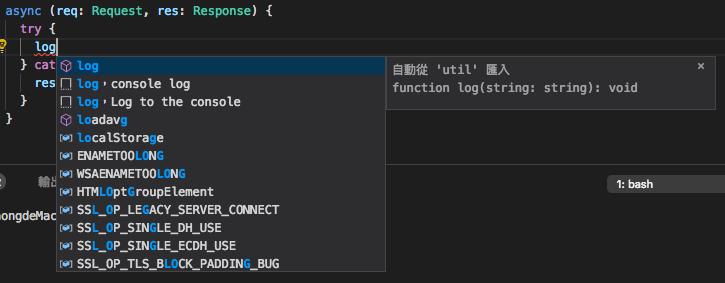 async (req: Request, res: Response) {
try {
log
} cat
res
}
}
log
log，console log
log，Log to the console
loadavg
localStorage
ENAMETOOLONG
WSAENAMETOOLONG
HTMLOptGroupElement
SSL_OP_LEGACY_SERVER_CONNECT
SSL_OP_SINGLE_DH_USE
SSL_OP_SINGLE_ECDH_USE
SSL_OP_TLS_BLOCK_PADDING_BUG
自動從 'util' 匯入
function log(string: string): void
×
輸出
1: bash
ongdeMac